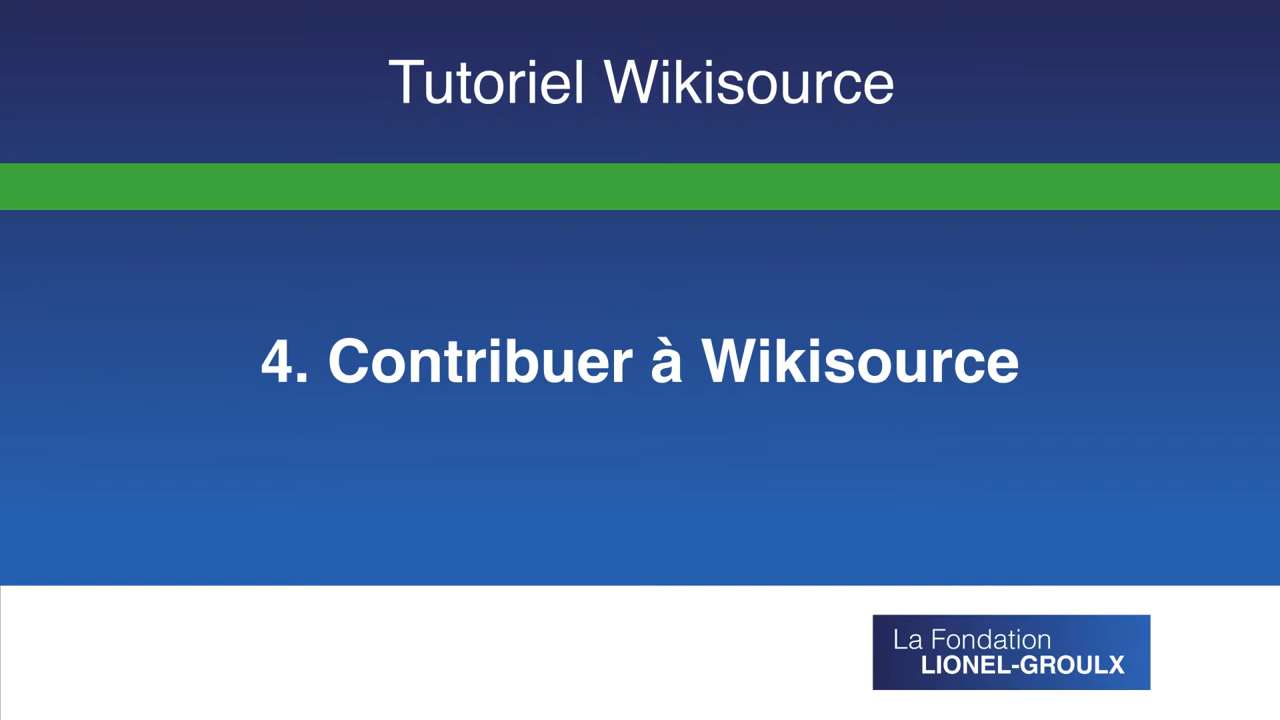 Tutoriel Wikisource
4. Contribuer à Wikisource
La Fondation
LIONEL-GROULX